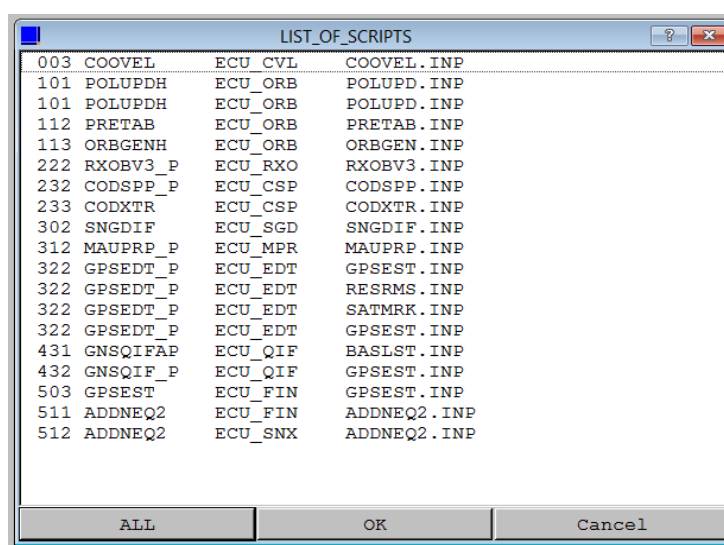 LIST_OF_SCRIPTS
003 COOVEL ECU_CVL COOVEL.INP
101 POLUPDH ECU_ORB POLUPD.INP
101 POLUPDH ECU_ORB POLUPD.INP
112 PRETAB ECU_ORB PRETAB.INP
113 ORBGENH ECU_ORB ORBGEN.INP
222 RXOBV3_P ECU_RXO RXOBV3.INP
232 CODSPP_P ECU_CSP CODSPP.INP
233 CODXTR ECU_CSP CODXTR.INP
302 SNGDIF ECU_SGD SNGDIF.INP
312 MAUPRP_P ECU_MPR MAUPRP.INP
322 GPSEDT_P ECU_EDT GPSEST.INP
322 GPSEDT_P ECU_EDT RESRMS.INP
322 GPSEDT_P ECU_EDT SATMRK.INP
322 GPSEDT_P ECU_EDT GPSEST.INP
431 GNSQIFAP ECU_QIF BASLST.INP
432 GNSQIF_P ECU_QIF GPSEST.INP
503 GPSEST ECU_FIN GPSEST.INP
511 ADDNEQ2 ECU_FIN ADDNEQ2.INP
512 ADDNEQ2 ECU_SNX ADDNEQ2.INP
ALL OK Cancel